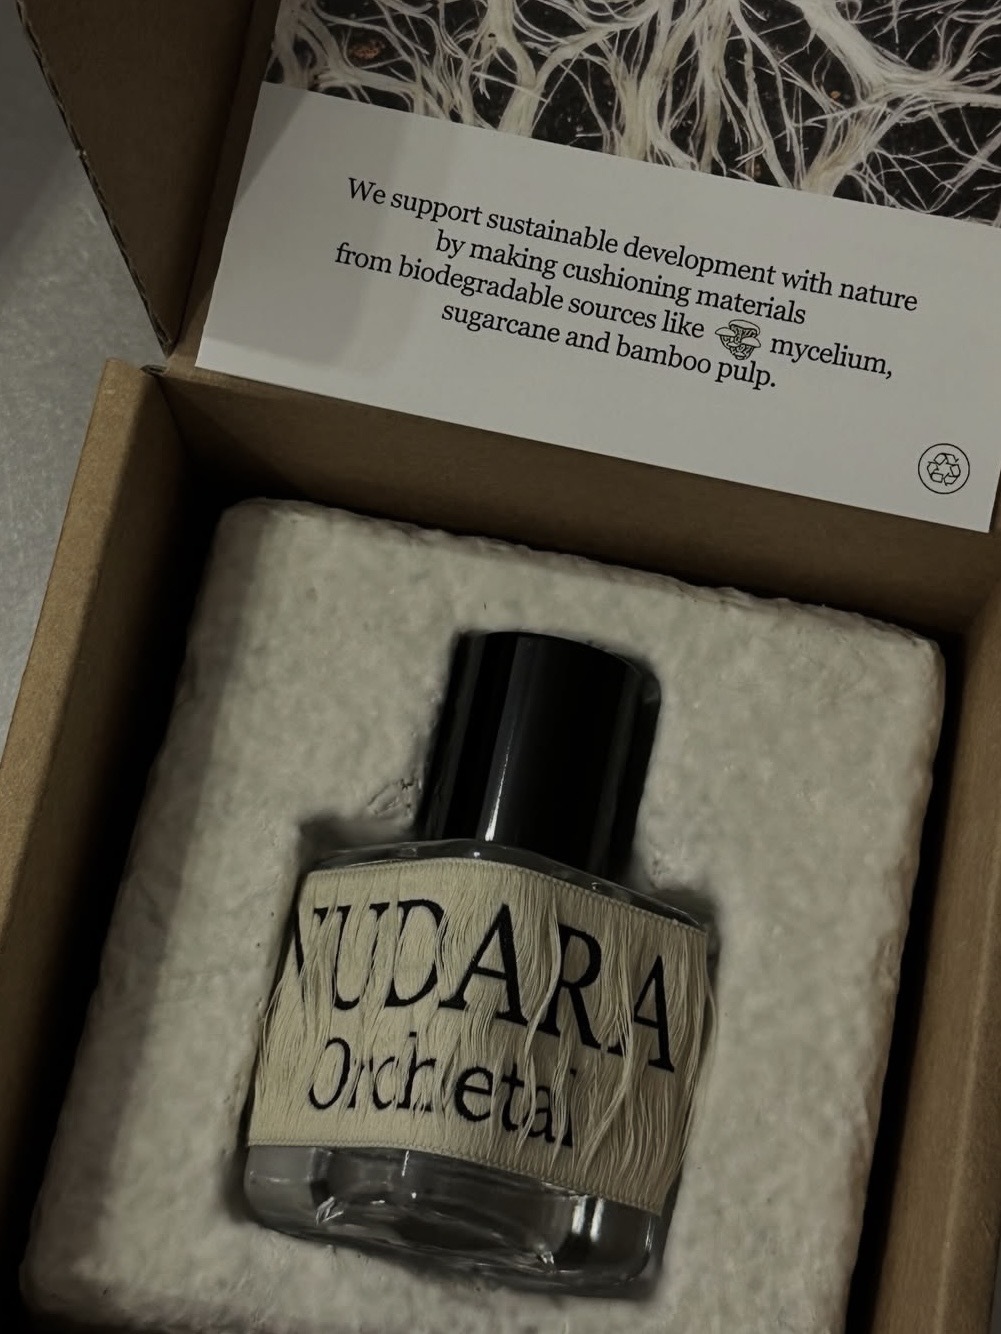 We support sustainable development with nature
by making cushioning materials
from biodegradable sources like mycelium,
sugarcane and bamboo pulp.
NUDARA